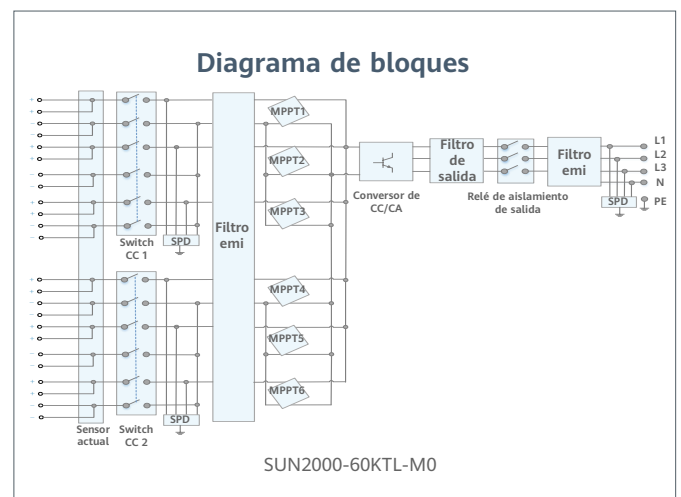 Diagrama de bloques
MPPT1
MPPT2
MPPT3
MPPT4
MPPT5
MPPT6
Switch
CC 1
SPD
Filtro
emi
Conversor de
CC/CA
Filtro
de
salida
Relé de aislamiento
de salida
Filtro
emi
L1
L2
L3
N
PE
SPD
Sensor
actual
Switch
CC 2
SPD
SUN2000-60KTL-M0